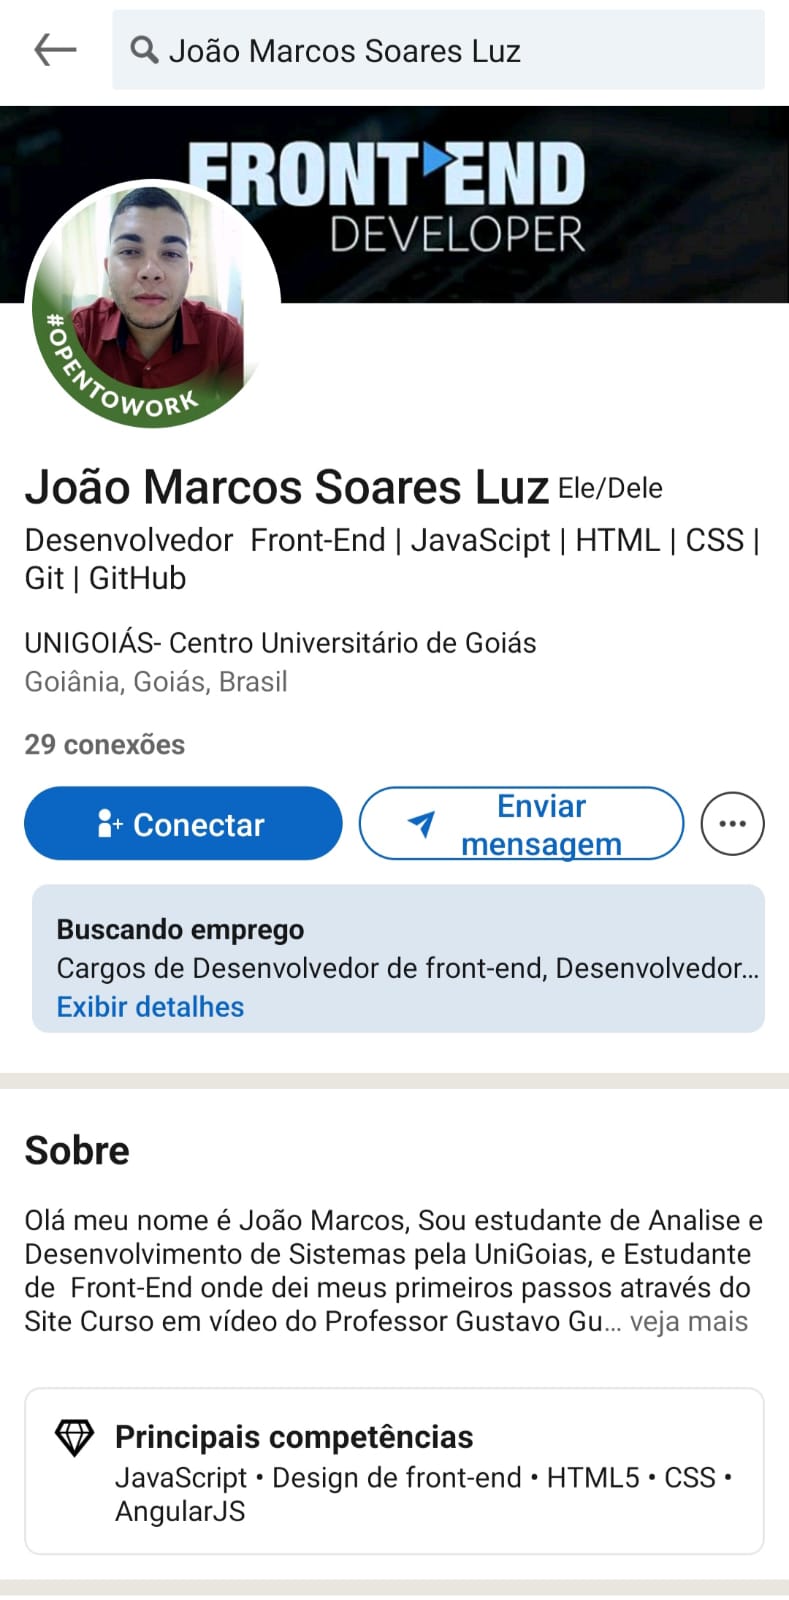 João Marcos Soares Luz
FRONT END
DEVELOPER
#OPENTOWORK
João Marcos Soares Luz Ele/Dele
Desenvolvedor  Front-End | JavaScipt | HTML | CSS |
Git | GitHub
UNIGOIÁS- Centro Universitário de Goiás
Goiânia, Goiás, Brasil
29 conexões
Conectar
Enviar
mensagem
Buscando emprego
Cargos de Desenvolvedor de front-end, Desenvolvedor...
Exibir detalhes
Sobre
Olá meu nome é João Marcos, Sou estudante de Analise e
Desenvolvimento de Sistemas pela UniGoias, e Estudante
de  Front-End onde dei meus primeiros passos através do
Site Curso em vídeo do Professor Gustavo Gu... veja mais
Principais competências
JavaScript • Design de front-end • HTML5 • CSS •
AngularJS